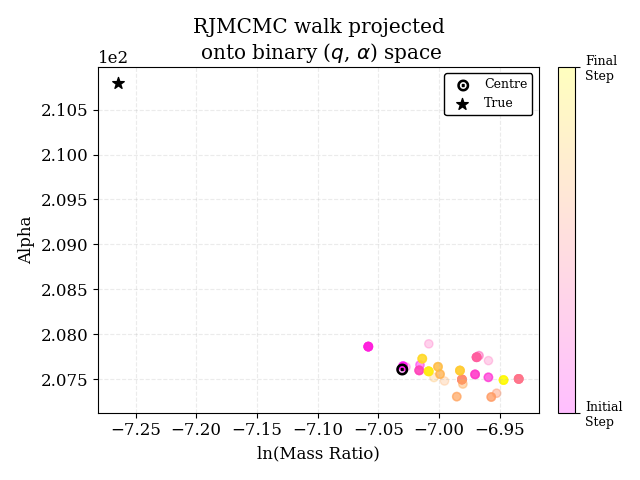 RJMCMC walk projected
onto binary (q, α) space
1e2
Centre
True
Final
Step
2.105
2.100
2.095
2.090
2.085
2.080
2.075
Alpha
Initial
Step
−7.25 −7.20 −7.15 −7.10 −7.05 −7.00 −6.95
ln(Mass Ratio)